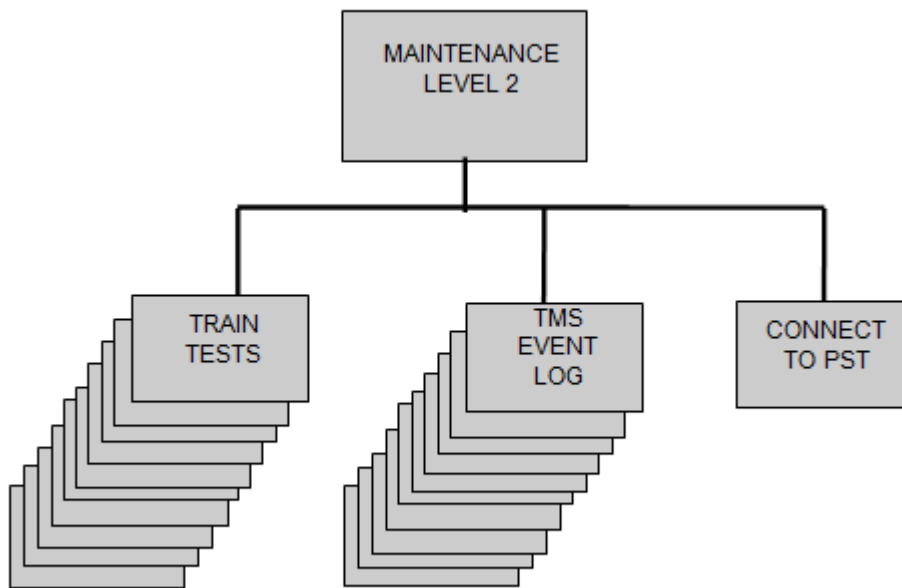 MAINTENANCE
LEVEL 2
TRAIN
TESTS
TMS
EVENT
LOG
CONNECT
TO PST